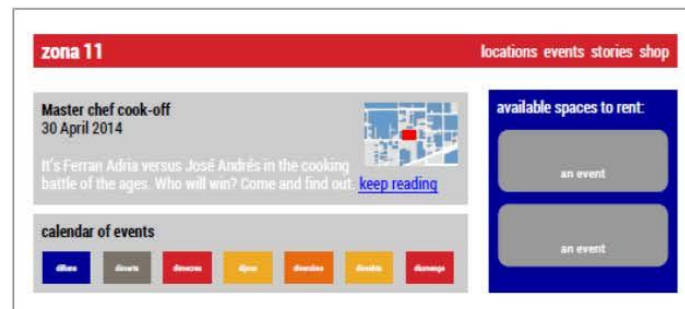 zona 11
locations events stories shop
Master chef cook-off
30 April 2014
It's Ferran Adria versus José Andrés in the cooking
battle of the ages. Who will win? Come and find out. keep reading
calendar of events
dilluns
dimarts
dimecres
dijous
divendres
dissabte
diumenge
available spaces to rent:
an event
an event